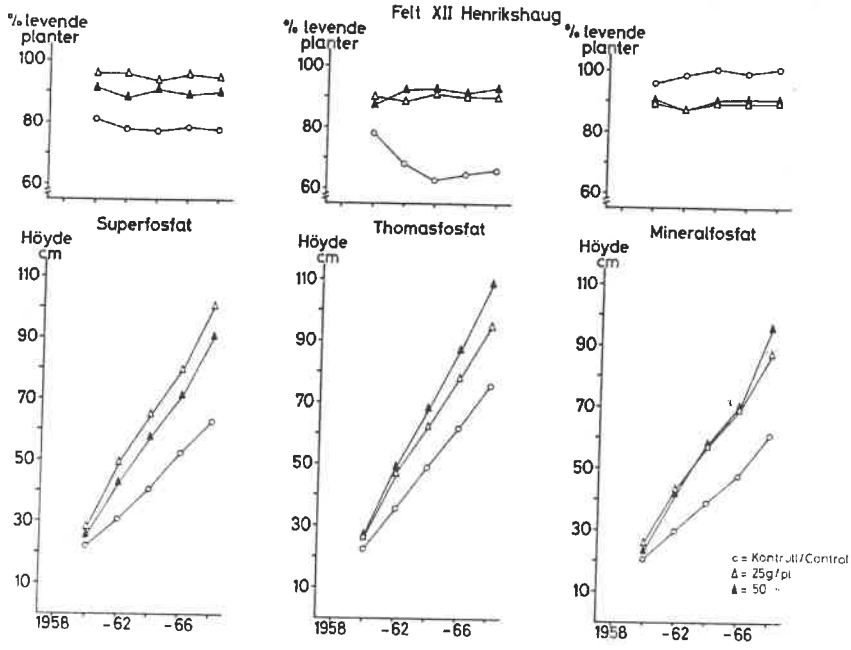 Felt XII Henrikshaug
% levende
planter
100
80
60
% levende
planter
100
80
60
% levende
planter
100
80
60
Superfosfat
Thomasfosfat
Mineralfosfat
Höyde
cm
110
90
70
50
30
10
1958 -62 -66
Höyde
cm
110
90
70
50
30
10
1958 -62 -66
Höyde
cm
110
90
70
50
30
10
1958 -62 -66
o = Kontroll/Control
△ = 25g/pl
▲ = 50 "